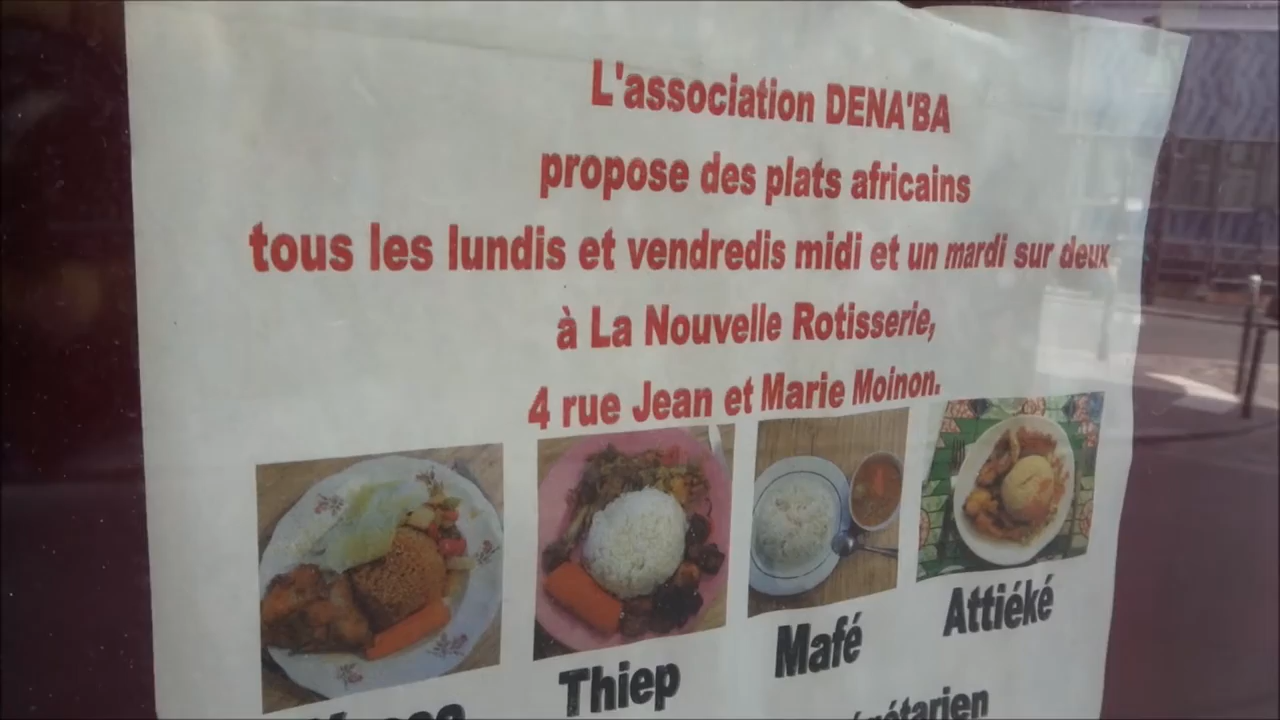 L'association DENA'BA
propose des plats africains
tous les lundis et vendredis midi et un mardi sur deux
à La Nouvelle Rotisserie,
4 rue Jean et Marie Moinon.
Thiep
Mafé
Attiéké